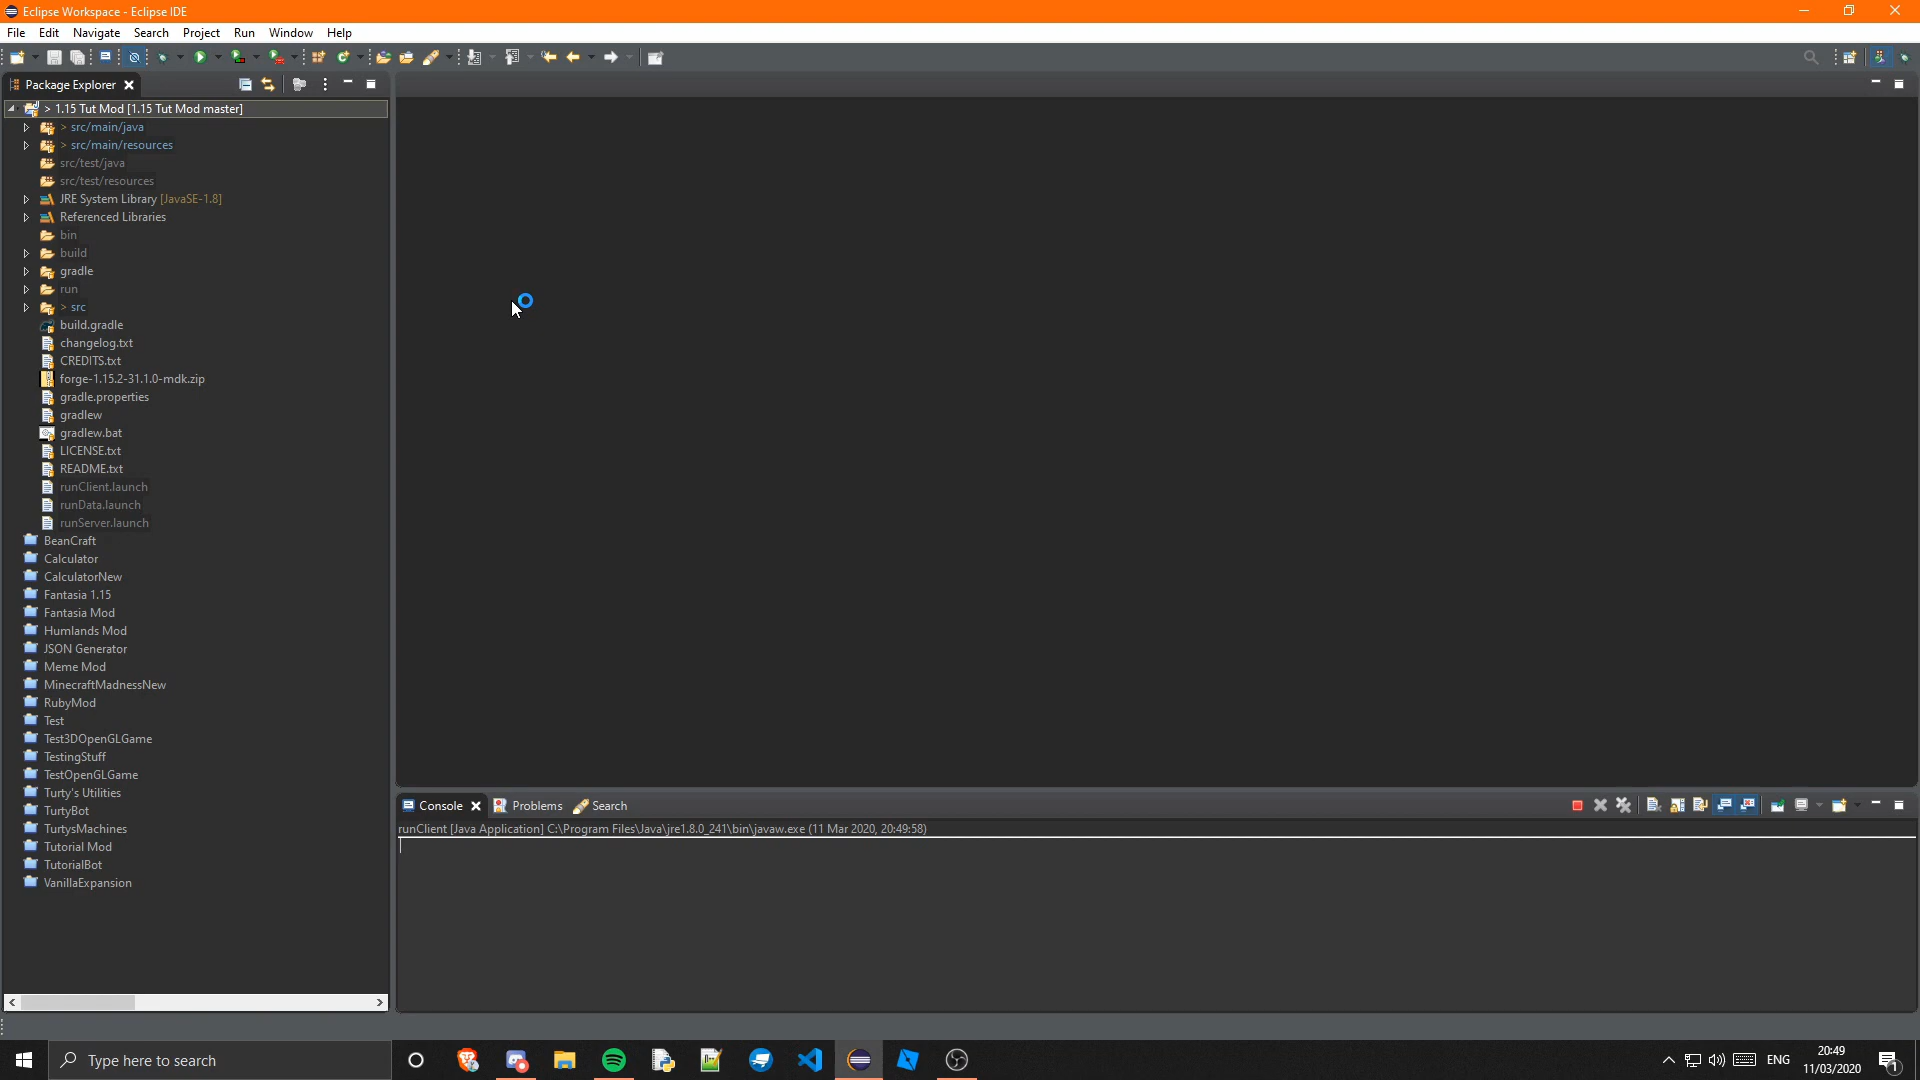 Eclipse Workspace - Eclipse IDE
File Edit Navigate Search Project Run Window Help
Package Explorer
> 1.15 Tut Mod [1.15 Tut Mod master]
> src/main/java
> src/main/resources
src/test/java
src/test/resources
JRE System Library [JavaSE-1.8]
Referenced Libraries
bin
build
gradle
run
> src
build.gradle
changelog.txt
CREDITS.txt
forge-1.15.2-31.1.0-mdk.zip
gradle.properties
gradlew
gradlew.bat
LICENSE.txt
README.txt
runClient.launch
runData.launch
runServer.launch
BeanCraft
Calculator
CalculatorNew
Fantasia 1.15
Fantasia Mod
Humlands Mod
JSON Generator
Meme Mod
MinecraftMadnessNew
RubyMod
Test
Test3DOpenGLGame
TestingStuff
TestOpenGLGame
Turty's Utilities
TurtyBot
TurtysMachines
Tutorial Mod
TutorialBot
VanillaExpansion
Console Problems Search
runClient [Java Application] C:\Program Files\Java\jre1.8.0_241\bin\javaw.exe (11 Mar 2020, 20:49:58)
Type here to search
ENG
20:49
11/03/2020
1